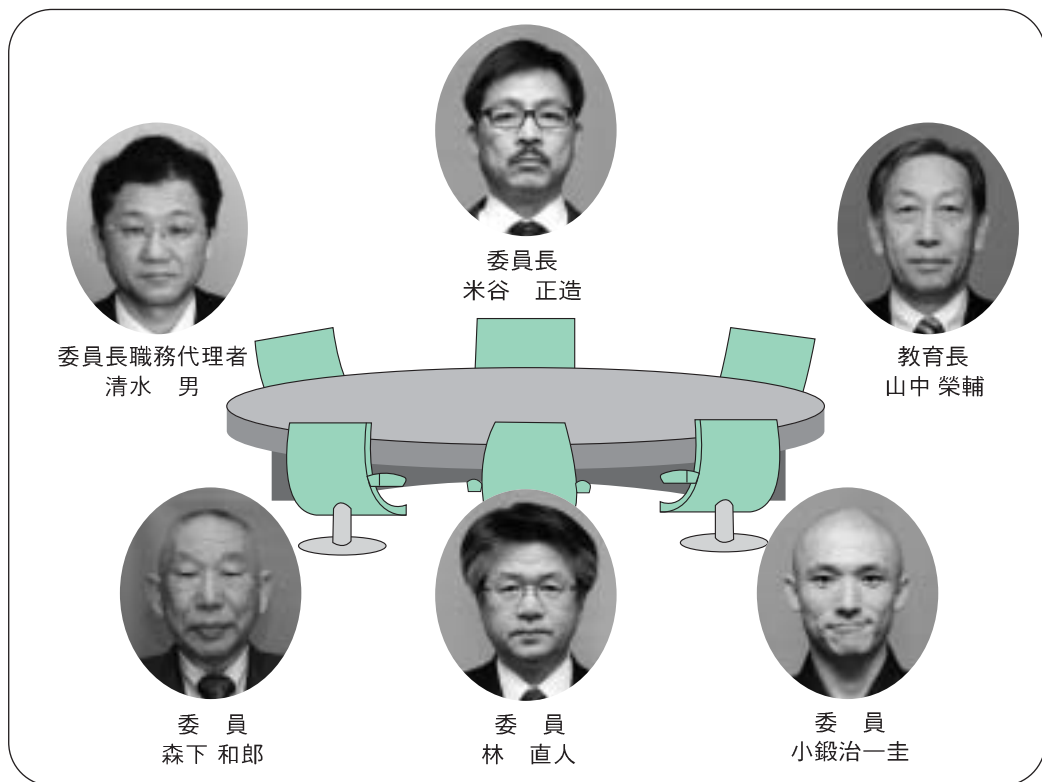 委員長
米谷　正造
委員長職務代理者
清水　男
教育長
山中 榮輔
委　員
森下 和郎
委　員
林　直人
委　員
小鍛治一圭